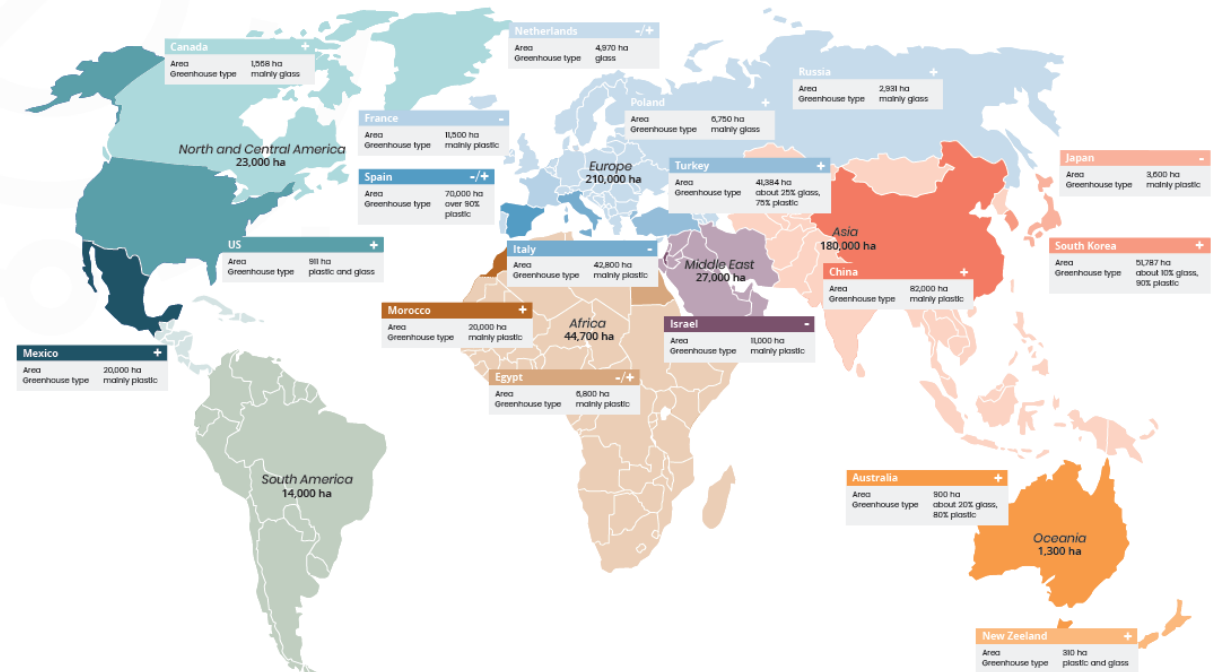 Netherlands -/+
Area 4,970 ha
Greenhouse type glass
Canada +
Area 1,568 ha
Greenhouse type mainly glass
Russia +
Area 2,931 ha
Greenhouse type mainly glass
Poland +
Area 6,750 ha
Greenhouse type mainly glass
France -
Area 11,500 ha
Greenhouse type mainly plastic
North and Central America
23,000 ha
Europe
210,000 ha
Turkey +
Area 41,384 ha
Greenhouse type about 25% glass,
75% plastic
Japan -
Area 3,600 ha
Greenhouse type mainly plastic
Spain -/+
Area 70,000 ha
Greenhouse type over 90%
plastic
Asia
180,000 ha
US +
Area 911 ha
Greenhouse type plastic and glass
Italy -
Area 42,800 ha
Greenhouse type mainly plastic
Middle East
27,000 ha
South Korea +
Area 51,787 ha
Greenhouse type about 10% glass,
90% plastic
China +
Area 82,000 ha
Greenhouse type mainly plastic
Morocco +
Area 20,000 ha
Greenhouse type mainly plastic
Africa
44,700 ha
Israel -
Area 11,000 ha
Greenhouse type mainly plastic
Mexico +
Area 20,000 ha
Greenhouse type mainly plastic
Egypt -/+
Area 6,800 ha
Greenhouse type mainly plastic
South America
14,000 ha
Australia +
Area 900 ha
Greenhouse type about 20% glass,
80% plastic
Oceania
1,300 ha
New Zeeland +
Area 310 ha
Greenhouse type plastic and glass